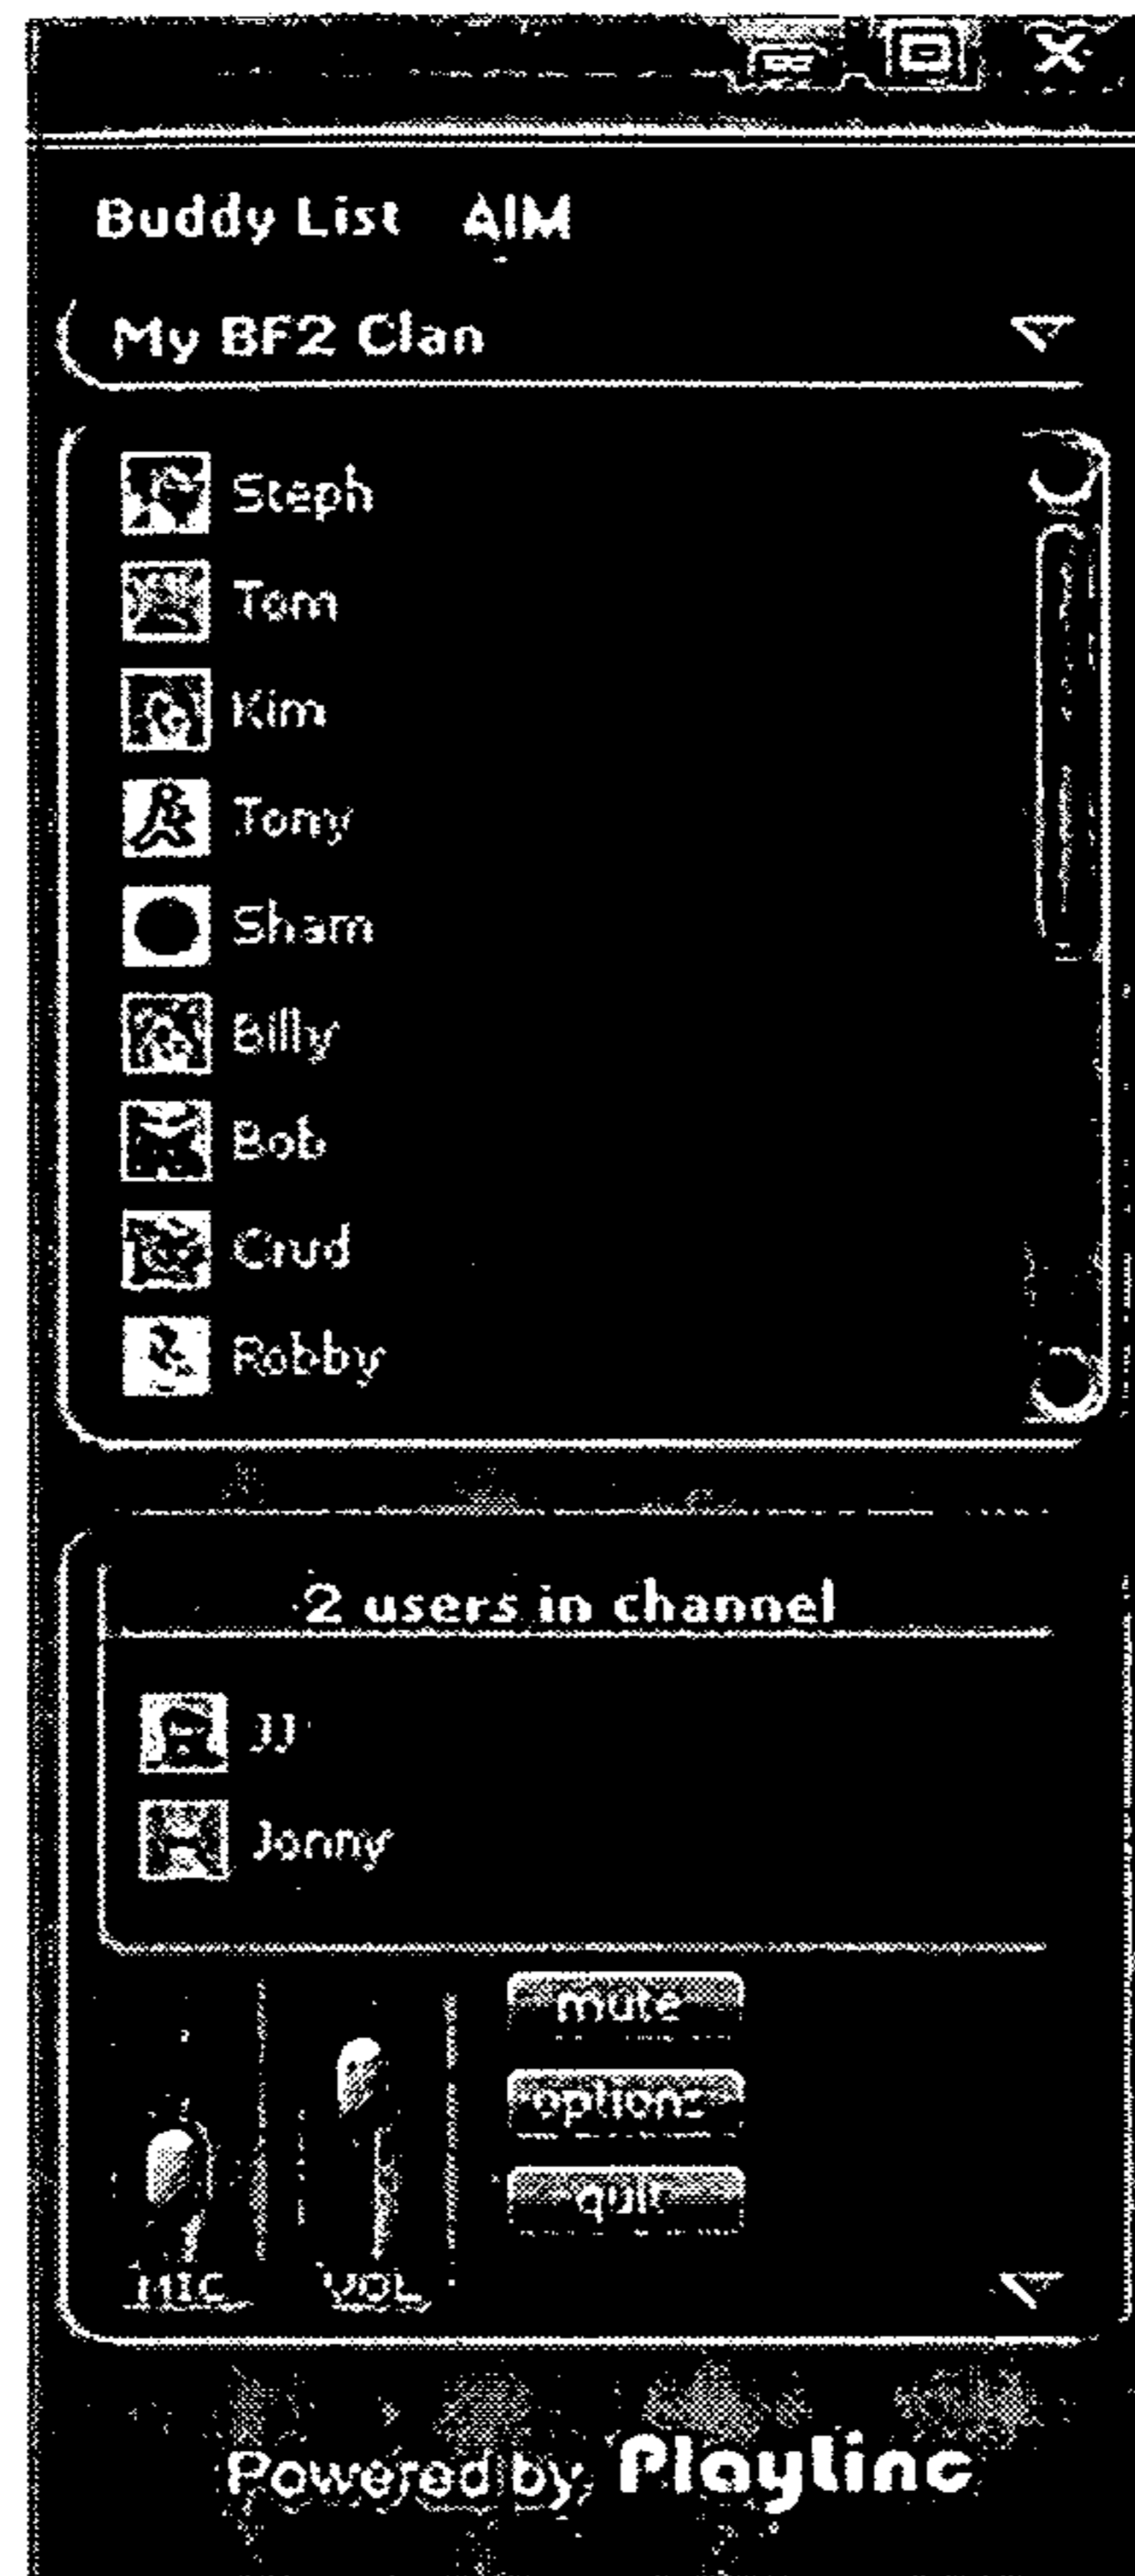 Buddy List AIM
My BF2 Clan
Steph
Tom
Kim
Tony
Sham
Billy
Bob
Crud
Robby
2 users in channel
JJ
Jonny
mute
options
quit
MIC VOL
Powered by Playlinc